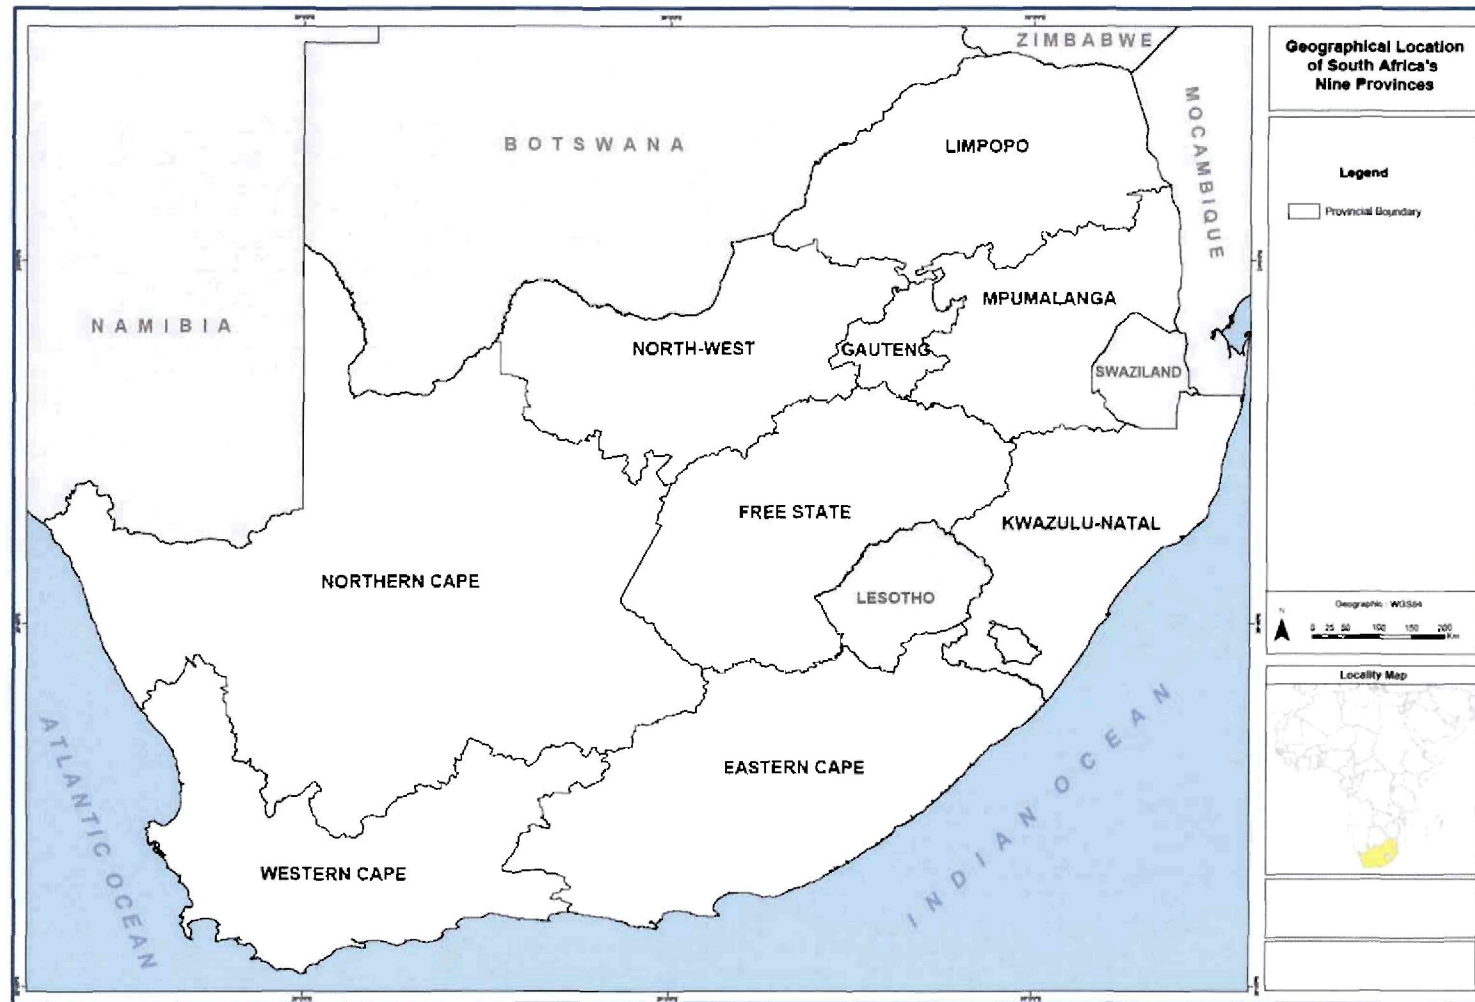 ZIMBABWE
BOTSWANA
MOCAMBIQUE
LIMPOPO
NAMIBIA
MPUMALANGA
NORTH-WEST
GAUTENG
SWAZILAND
FREE STATE
KWAZULU-NATAL
NORTHERN CAPE
LESOTHO
EASTERN CAPE
WESTERN CAPE
ATLANTIC OCEAN
INDIAN OCEAN
Geographical Location
of South Africa's
Nine Provinces
Legend
Provincial Boundary
Geographic : WGS84
N
0 25 50 100 150 200
Km
Locality Map